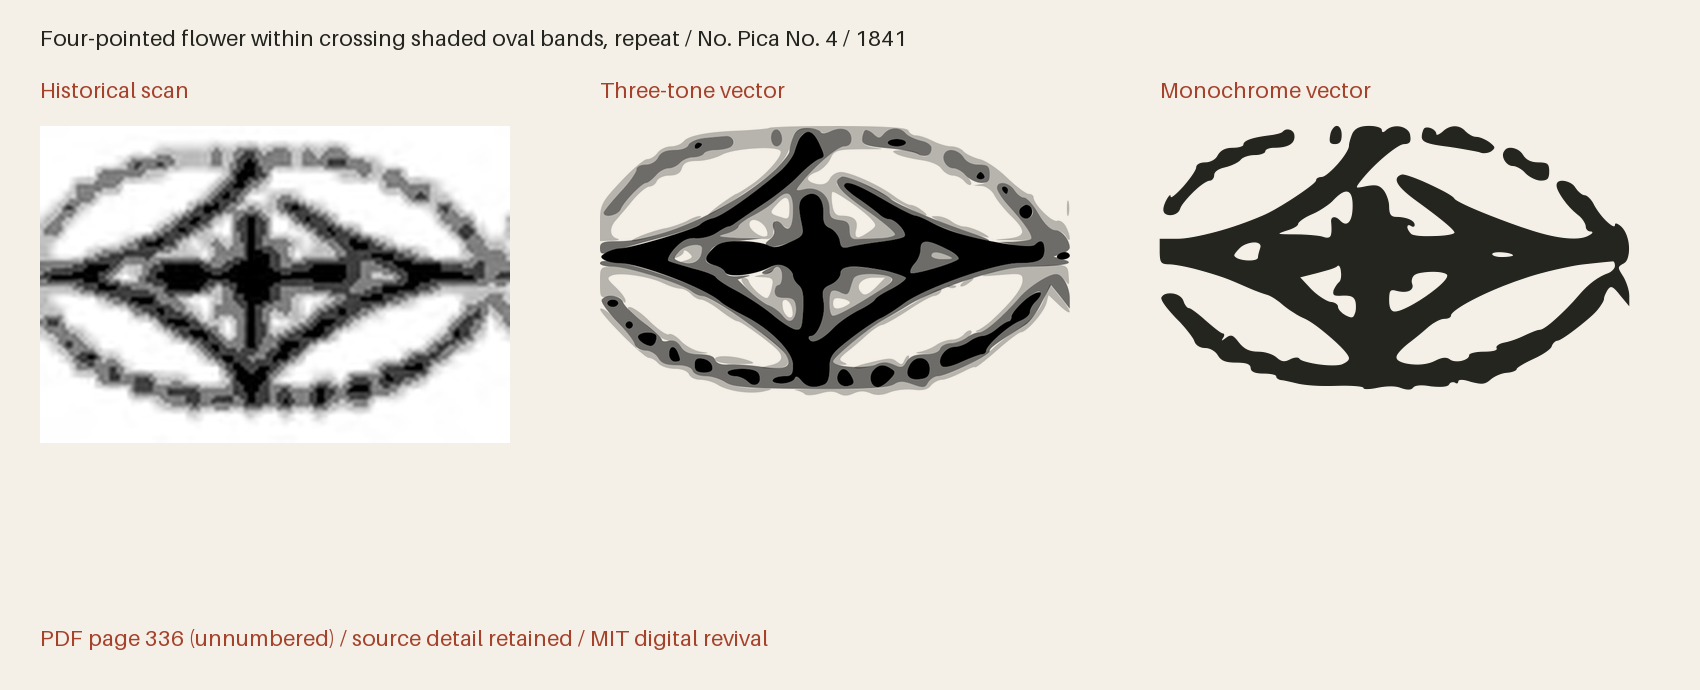 Four-pointed flower within crossing shaded oval bands, repeat / No. Pica No. 4 / 1841
Historical scan
Three-tone vector
Monochrome vector
PDF page 336 (unnumbered) / source detail retained / MIT digital revival